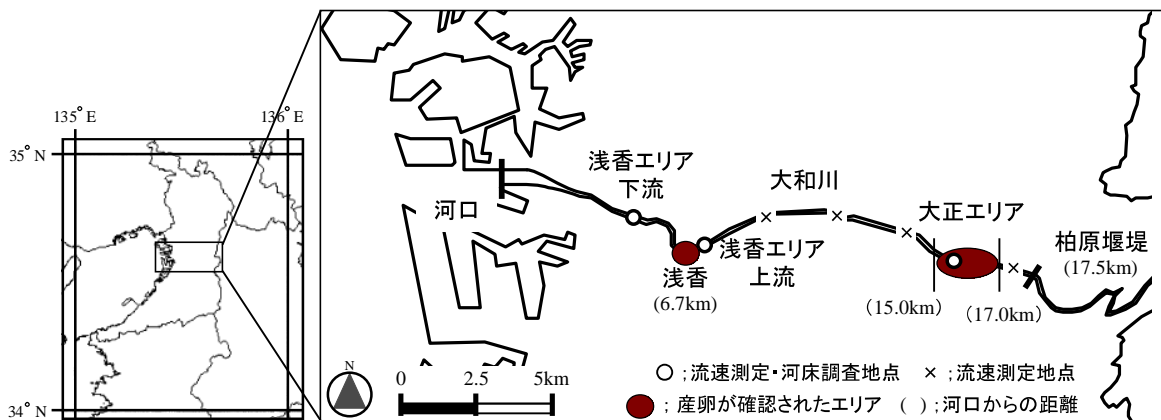 135° E
136° E
35° N
34° N
浅香エリア
下流
大和川
大正エリア
河口
柏原堰堤
(17.5km)
浅香エリア
上流
浅香
(6.7km)
(15.0km)
(17.0km)
N
0 2.5 5km
;流速測定・河床調査地点
× ;流速測定地点
;産卵が確認されたエリア
( ) ;河口からの距離